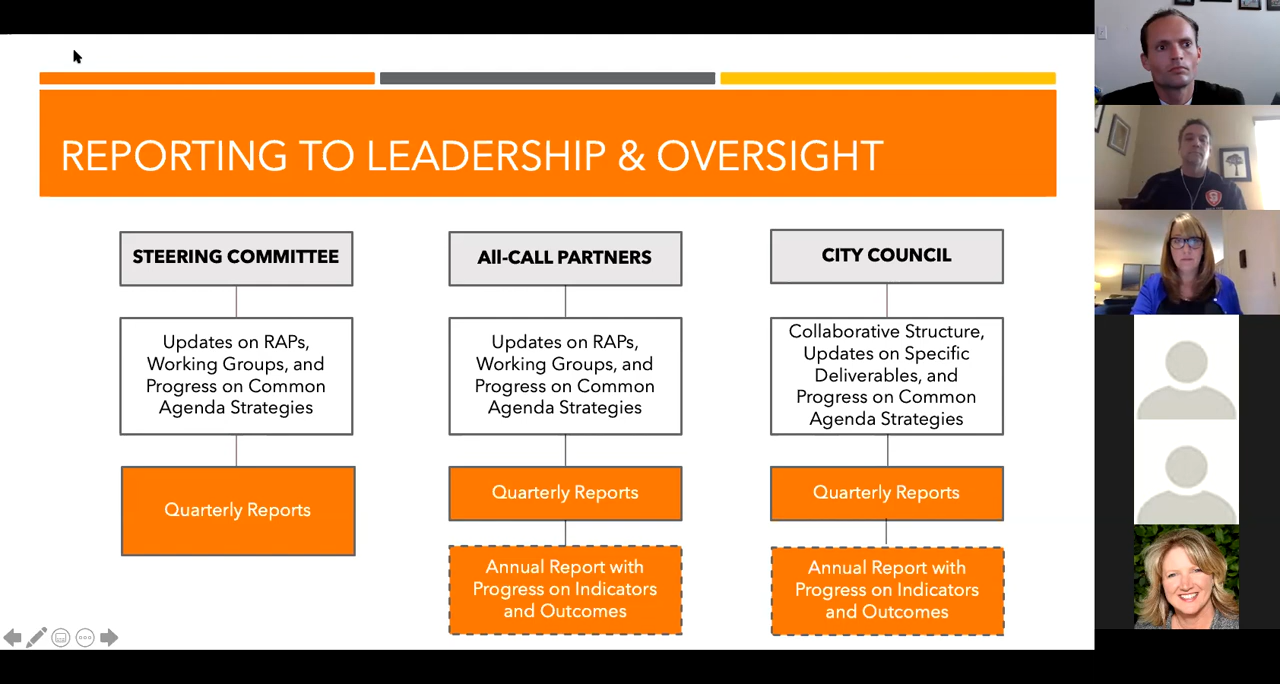 REPORTING TO LEADERSHIP & OVERSIGHT
STEERING COMMITTEE
Updates on RAPs,
Working Groups, and
Progress on Common
Agenda Strategies
Quarterly Reports
All-CALL PARTNERS
Updates on RAPs,
Working Groups, and
Progress on Common
Agenda Strategies
Quarterly Reports
Annual Report with
Progress on Indicators
and Outcomes
CITY COUNCIL
Collaborative Structure,
Updates on Specific
Deliverables, and
Progress on Common
Agenda Strategies
Quarterly Reports
Annual Report with
Progress on Indicators
and Outcomes